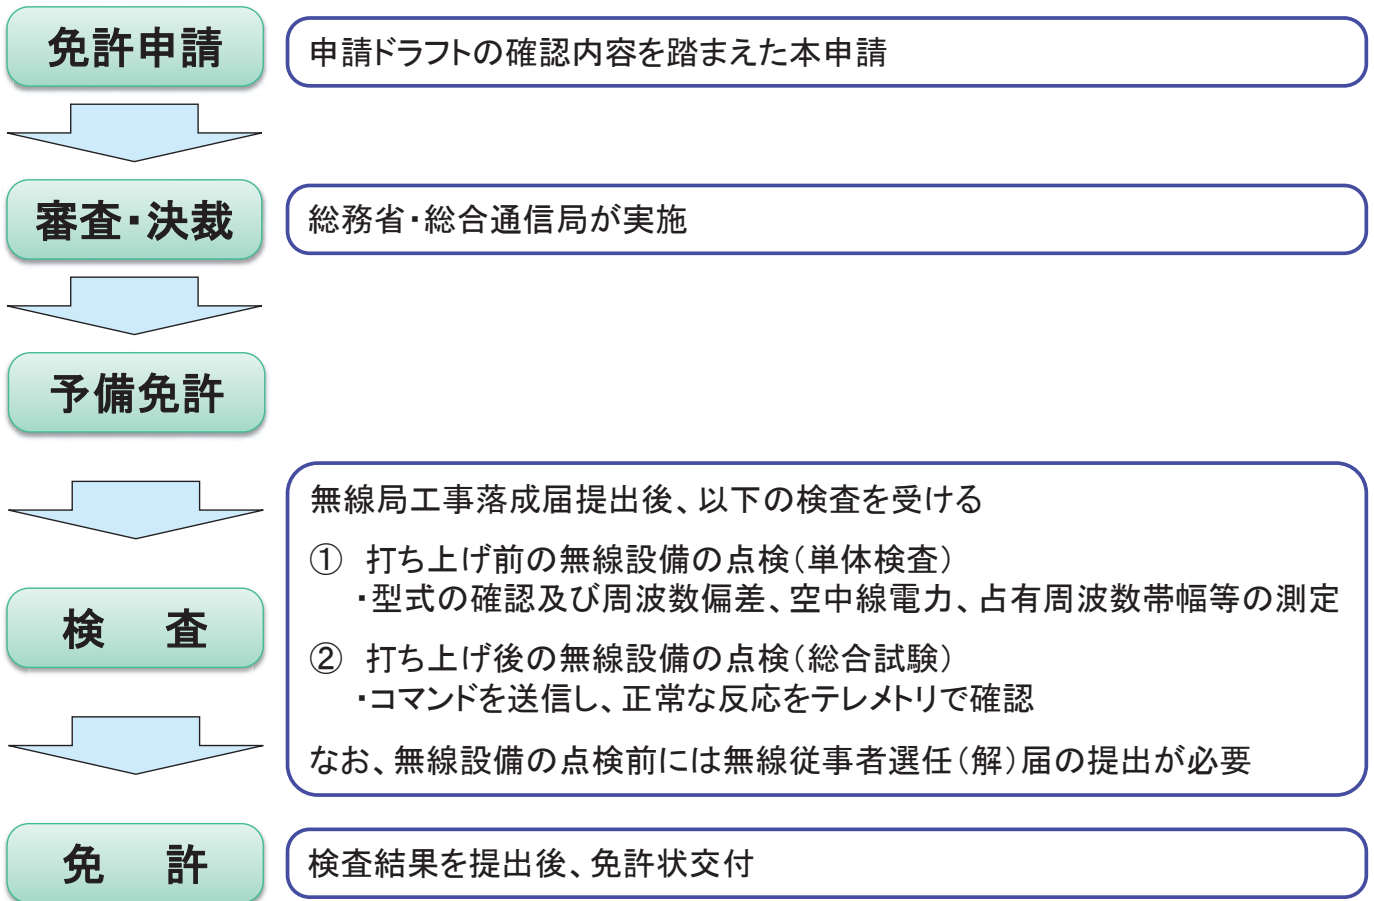 免許申請
申請ドラフトの確認内容を踏まえた本申請
審査・決裁
総務省・総合通信局が実施
予備免許
無線局工事落成届提出後、以下の検査を受ける
① 打ち上げ前の無線設備の点検（単体検査）
・型式の確認及び周波数偏差、空中線電力、占有周波数帯幅等の測定
検　査
② 打ち上げ後の無線設備の点検（総合試験）
・コマンドを送信し、正常な反応をテレメトリで確認
なお、無線設備の点検前には無線従事者選任（解）届の提出が必要
免　許
検査結果を提出後、免許状交付